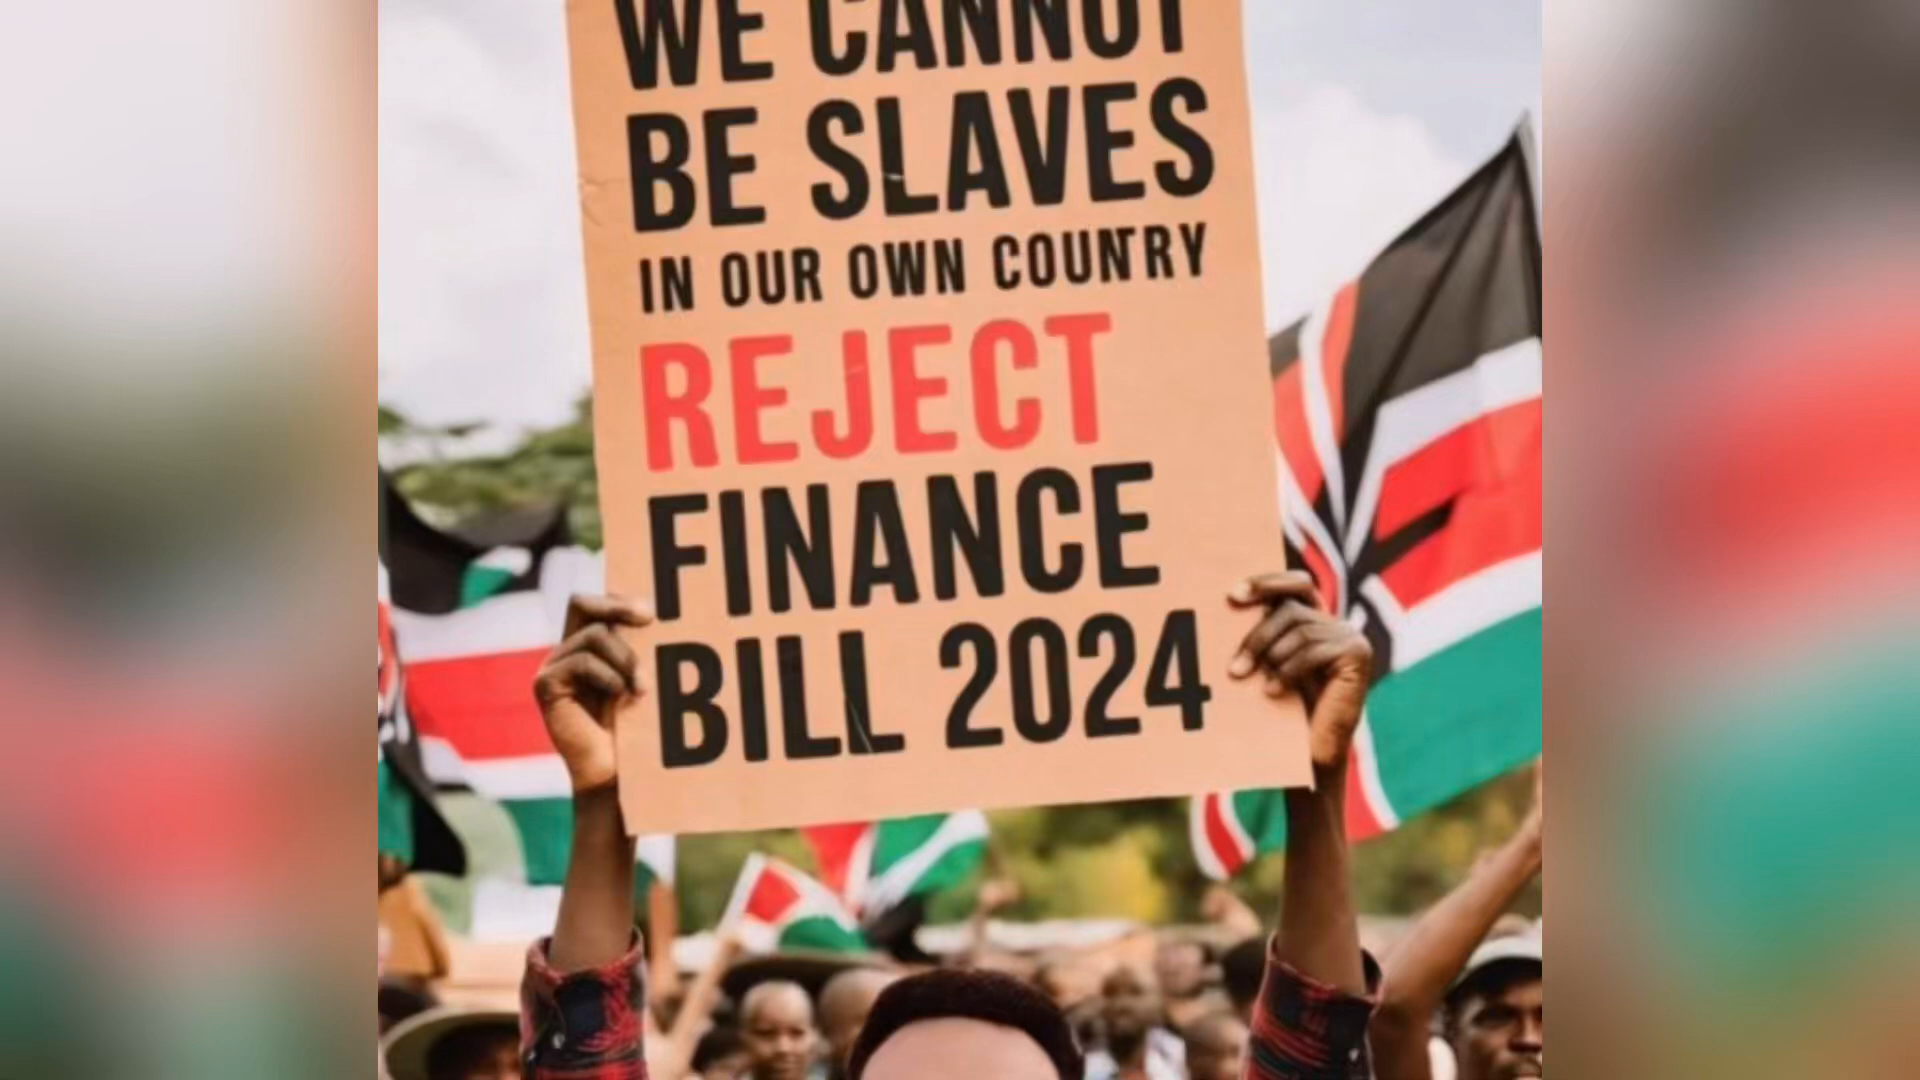 WE CANNOT
BE SLAVES
IN OUR OWN COUNTRY
REJECT
FINANCE
BILL 2024